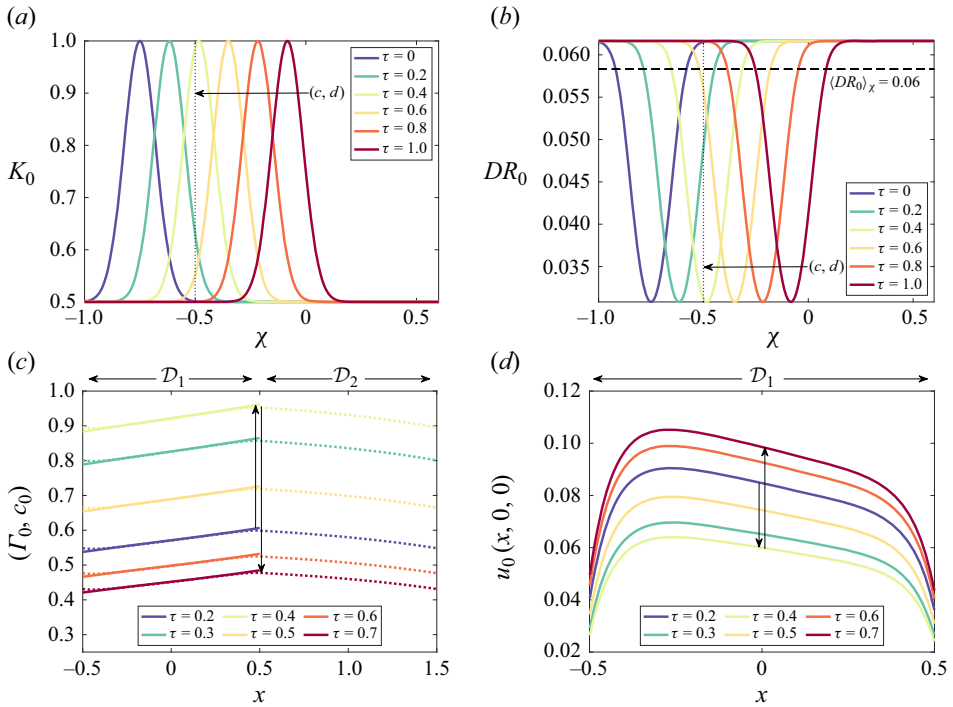 (a)
1.0
0.9
0.8
0.7
0.6
0.5
K0
−1.0
−0.5
0
0.5
χ
τ = 0
τ = 0.2
τ = 0.4
τ = 0.6
τ = 0.8
τ = 1.0
(c, d)
(b)
0.060
0.055
0.050
0.045
0.040
0.035
DR0
−1.0
−0.5
0
0.5
χ
⟨DR0⟩χ = 0.06
(c, d)
τ = 0
τ = 0.2
τ = 0.4
τ = 0.6
τ = 0.8
τ = 1.0
(c)
𝒟1
𝒟2
1.0
0.9
0.8
0.7
0.6
0.5
0.4
0.3
(Γ0, c0)
−0.5
0
0.5
1.0
1.5
x
τ = 0.2
τ = 0.4
τ = 0.6
τ = 0.3
τ = 0.5
τ = 0.7
(d)
𝒟1
0.12
0.10
0.08
0.06
0.04
0.02
u0 (x, 0, 0)
−0.5
0
0.5
x
τ = 0.2
τ = 0.4
τ = 0.6
τ = 0.3
τ = 0.5
τ = 0.7